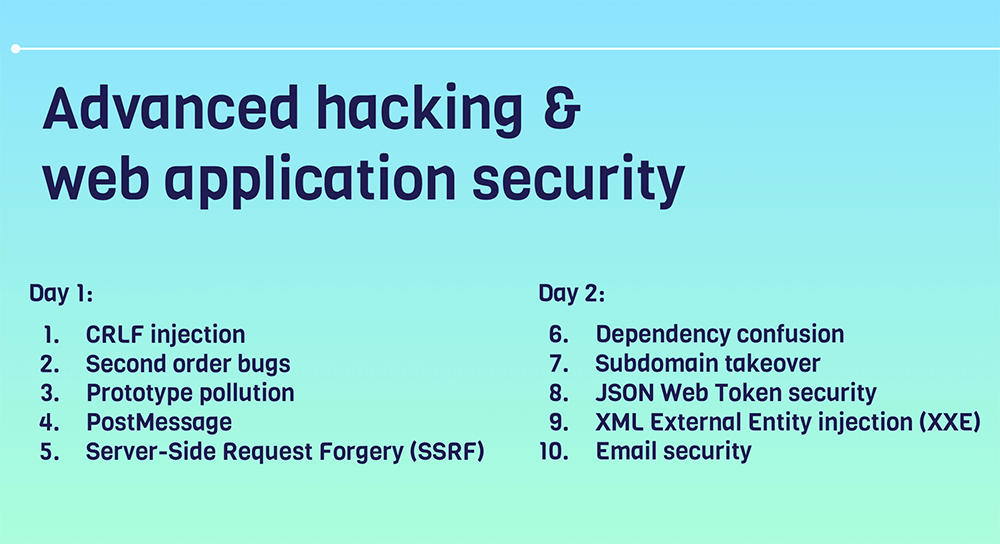 Advanced hacking &
web application security
Day 1:
1. CRLF injection
2. Second order bugs
3. Prototype pollution
4. PostMessage
5. Server-Side Request Forgery (SSRF)
Day 2:
6. Dependency confusion
7. Subdomain takeover
8. JSON Web Token security
9. XML External Entity injection (XXE)
10. Email security